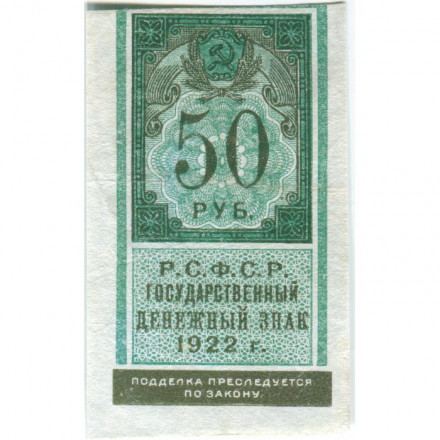 50
РУБ.
Р.С.Ф.С.Р.
ГОСУДАРСТВЕННЫЙ
ДЕНЕЖНЫЙ ЗНАК
1922 г.
ПОДДЕЛКА ПРЕСЛЕДУЕТСЯ
ПО ЗАКОНУ.